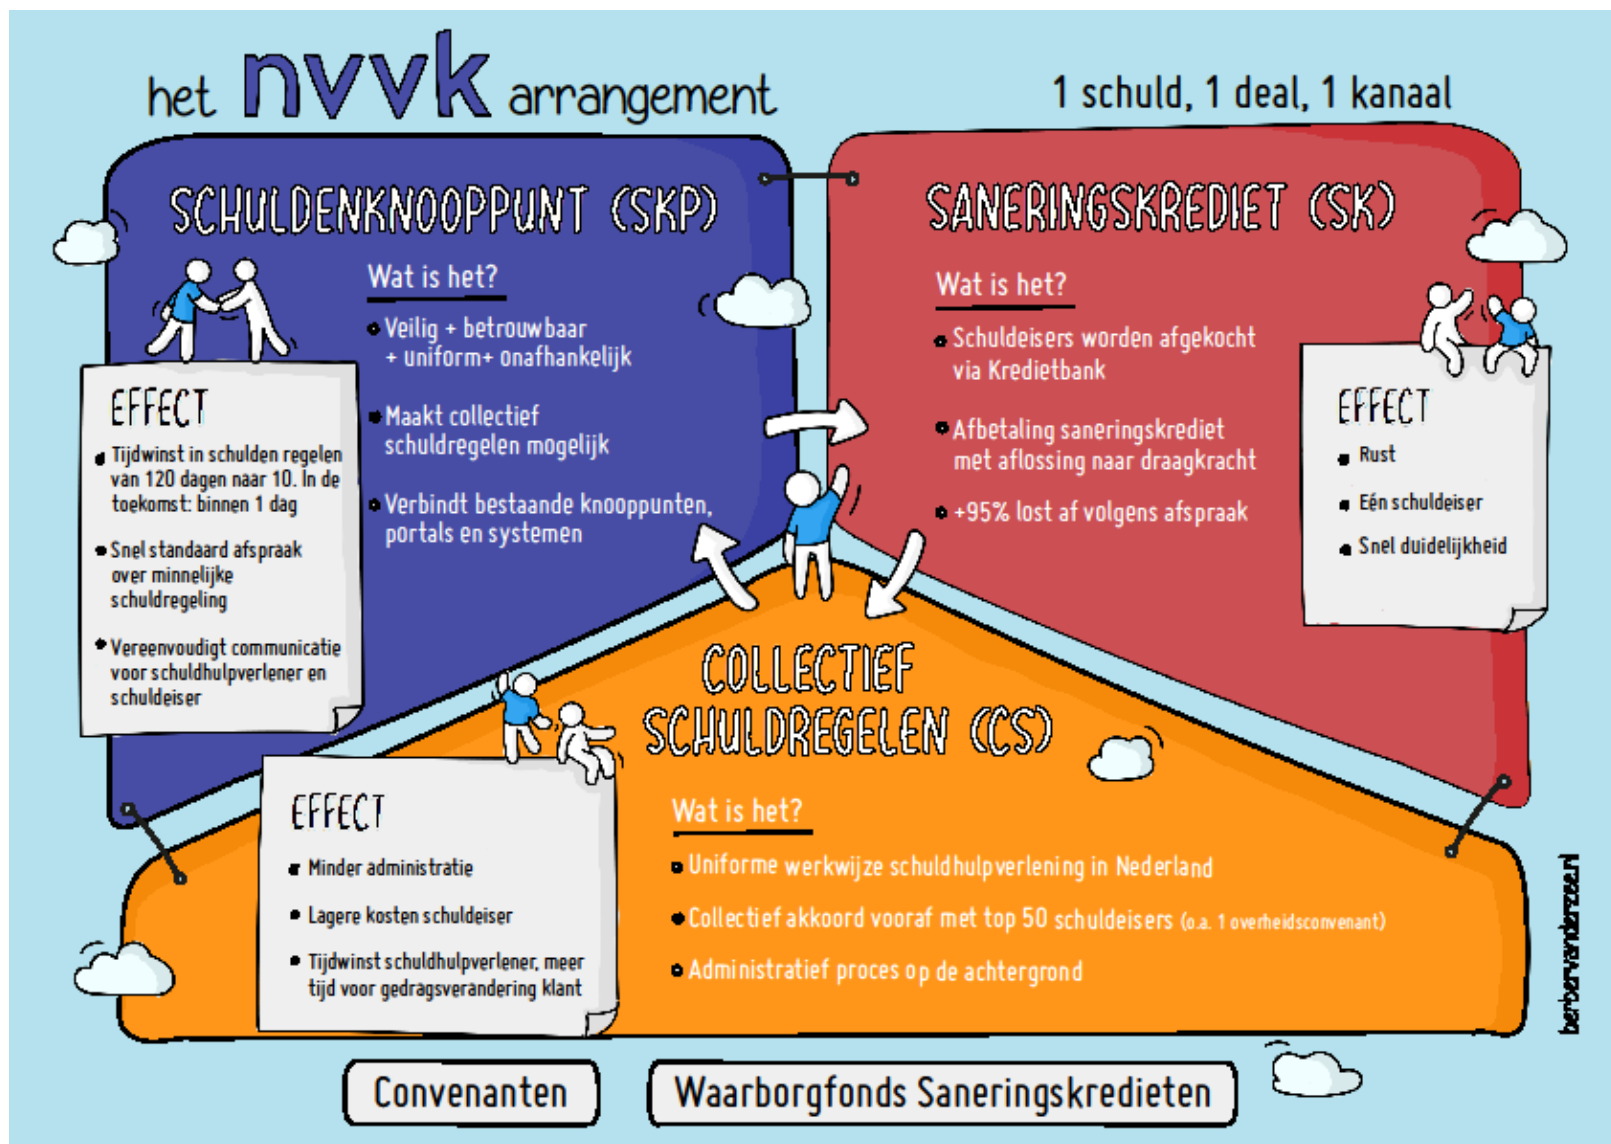 het nvvk arrangement
1 schuld, 1 deal, 1 kanaal
SCHULDENKNOOPPUNT (SKP)
Wat is het?
Veilig + betrouwbaar
+ uniform+ onafhankelijk
Maakt collectief
schuldregelen mogelijk
Verbindt bestaande knooppunten,
portals en systemen
EFFECT
Tijdwinst in schulden regelen
van 120 dagen naar 10. In de
toekomst: binnen 1 dag
Snel standaard afspraak
over minnelijke
schuldregeling
Vereenvoudigt communicatie
voor schuldhulpverlener en
schuldeiser
SANERINGSKREDIET (SK)
Wat is het?
Schuldeisers worden afgekocht
via Kredietbank
Afbetaling saneringskrediet
met aflossing naar draagkracht
+95% lost af volgens afspraak
EFFECT
Rust
Eén schuldeiser
Snel duidelijkheid
COLLECTIEF
SCHULDREGELEN (CS)
Wat is het?
Uniforme werkwijze schuldhulpverlening in Nederland
Collectief akkoord vooraf met top 50 schuldeisers (o.a. 1 overheidsconvenant)
Administratief proces op de achtergrond
EFFECT
Minder administratie
Lagere kosten schuldeiser
Tijdwinst schuldhulpverlener, meer
tijd voor gedragsverandering klant
Convenanten
Waarborgfonds Saneringskredieten
berbervanderzee.nl